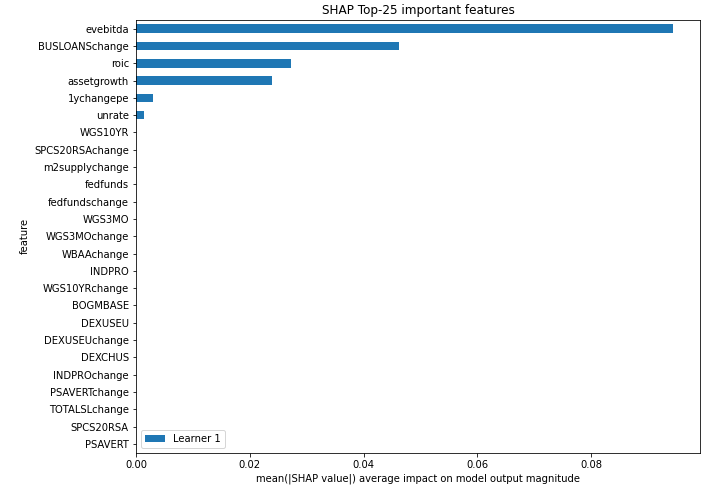 SHAP Top-25 important features
evebitda
BUSLOANSchange
roic
assetgrowth
1ychangepe
unrate
WGS10YR
SPCS20RSAchange
m2supplychange
fedfunds
fedfundschange
WGS3MO
WGS3MOchange
WBAAchange
INDPRO
WGS10YRchange
BOGMBASE
DEXUSEU
DEXUSEUchange
DEXCHUS
INDPROchange
PSAVERTchange
TOTALSLchange
SPCS20RSA
PSAVERT
feature
Learner 1
0.00 0.02 0.04 0.06 0.08
mean(|SHAP value|) average impact on model output magnitude